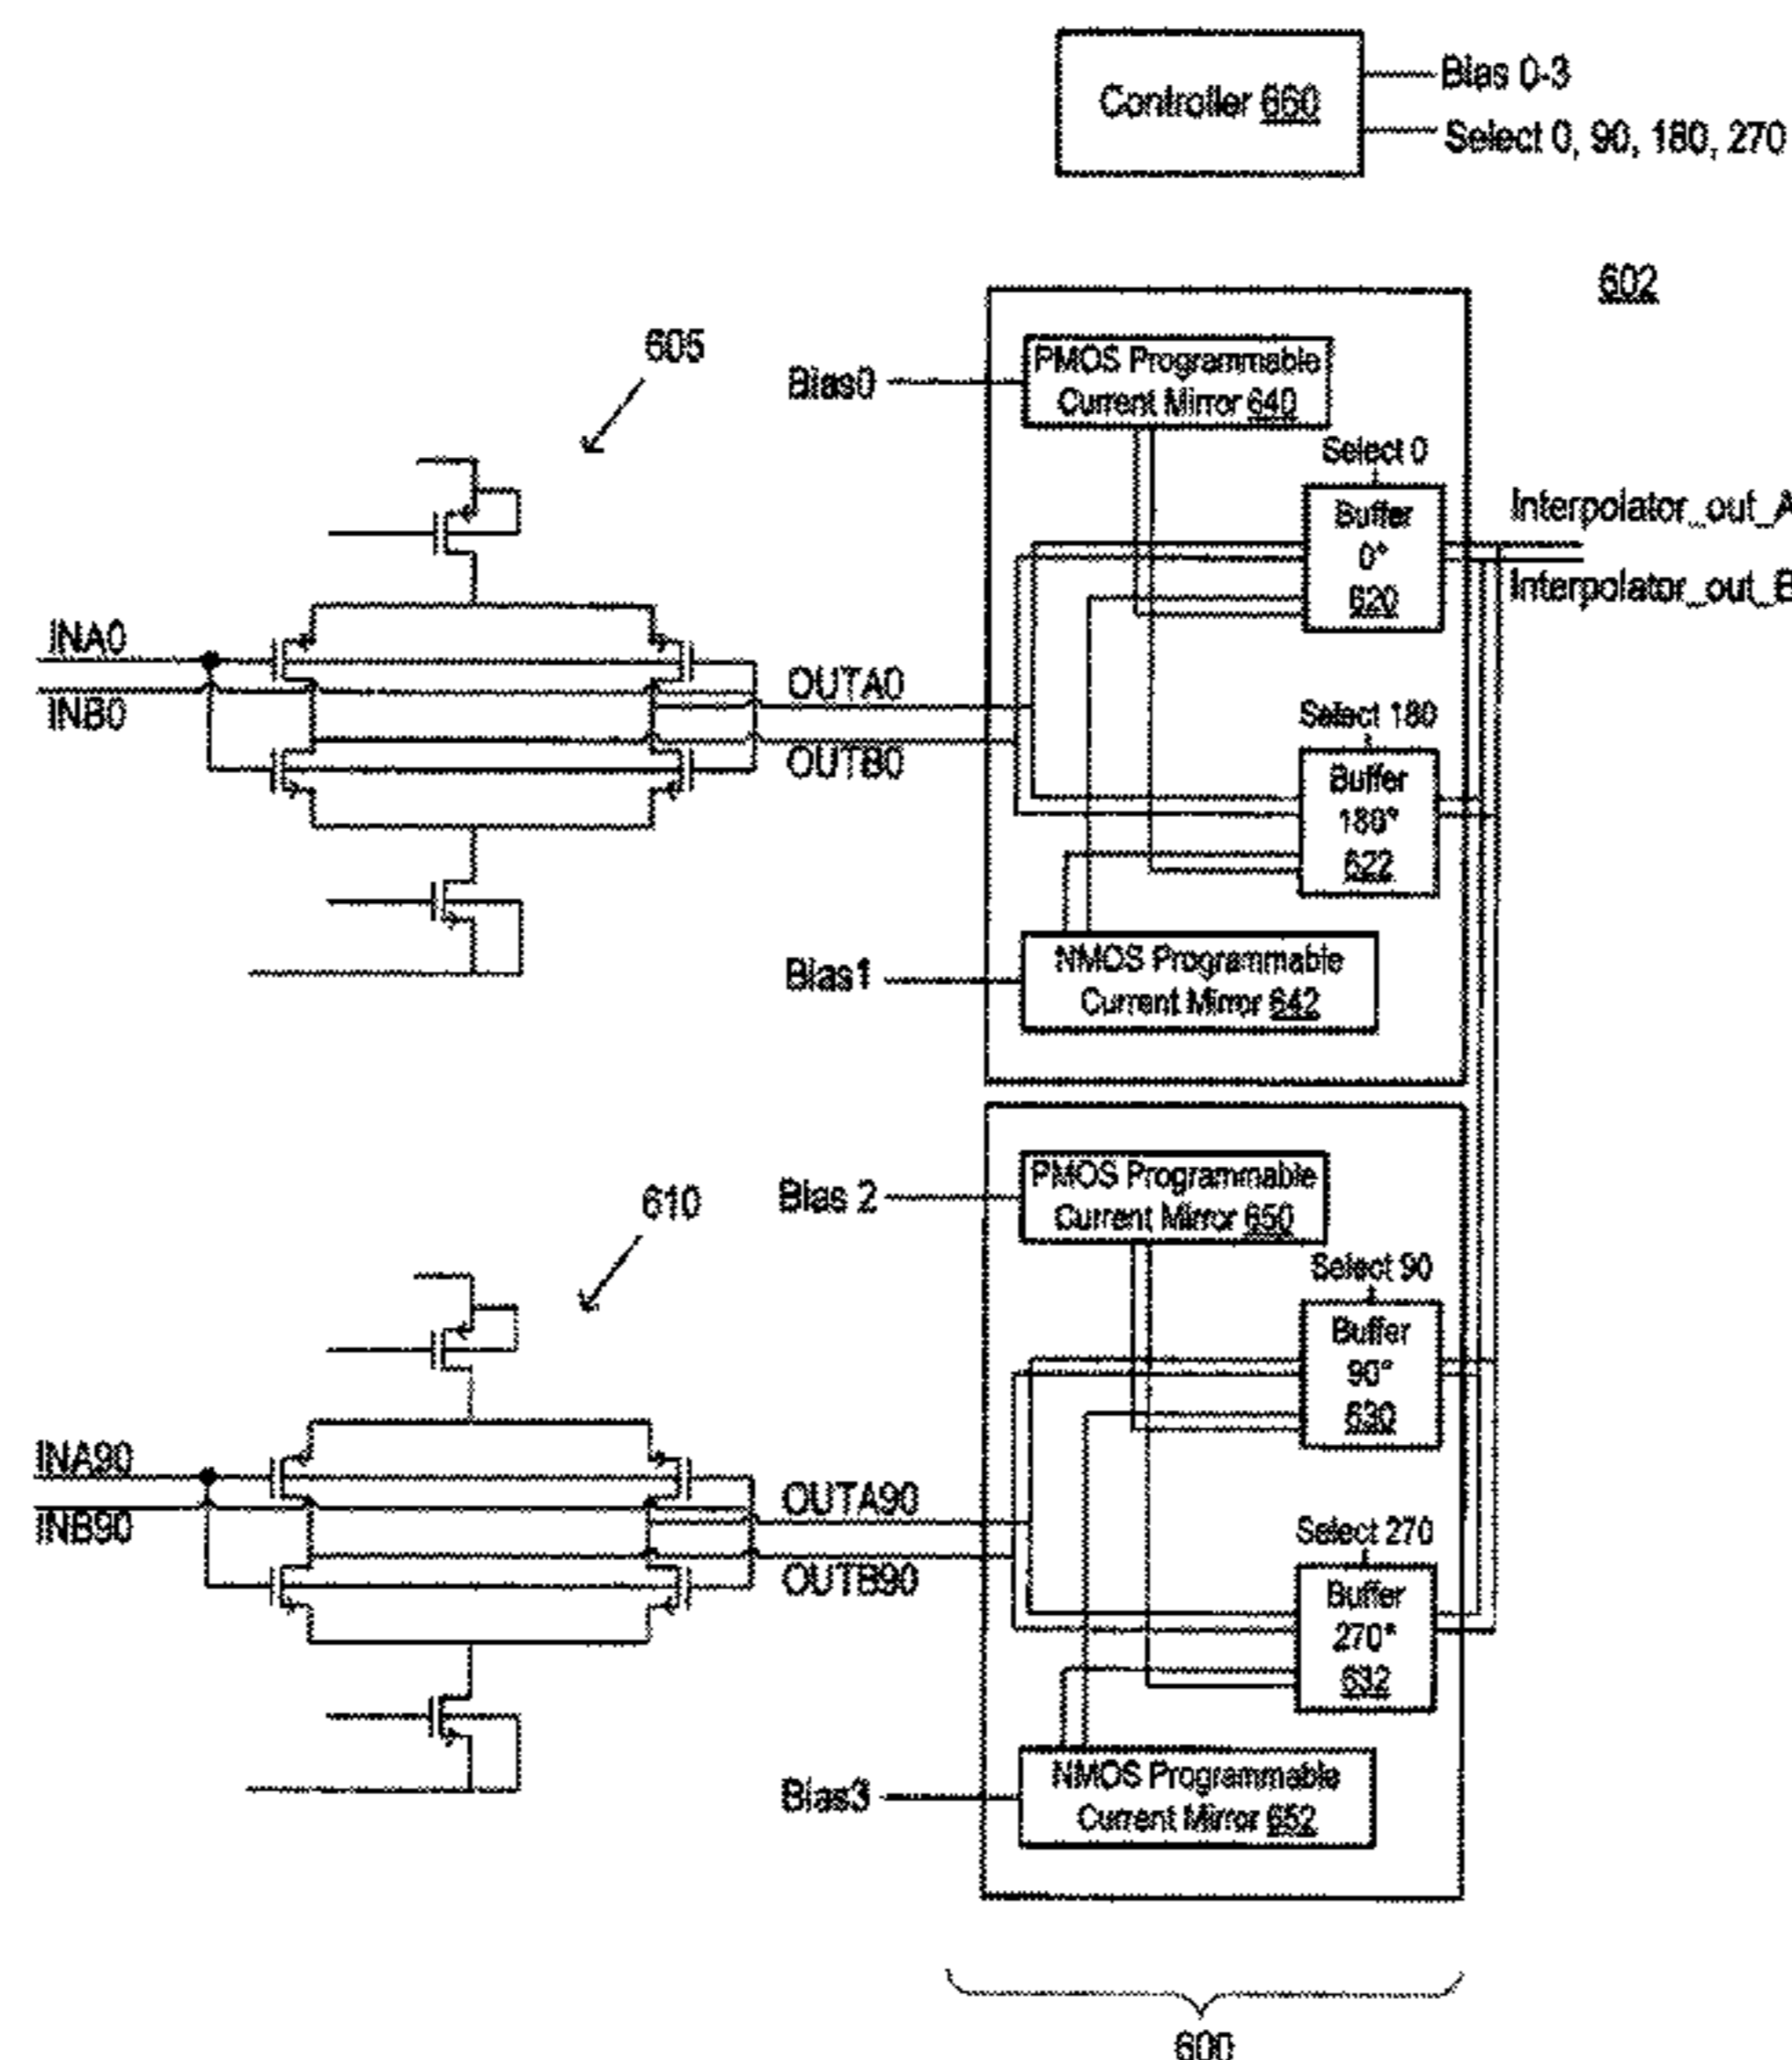 Controller 660
Bias 0-3
Select 0, 90, 180, 270
602
605
Bias0
PMOS Programmable
Current Mirror 640
Select 0
Buffer
0°
620
Interpolator_out_A
Interpolator_out_B
INA0
INB0
OUTA0
OUTB0
Select 180
Buffer
180°
622
Bias1
NMOS Programmable
Current Mirror 642
610
Bias 2
PMOS Programmable
Current Mirror 650
Select 90
Buffer
90°
630
INA90
INB90
OUTA90
OUTB90
Select 270
Buffer
270°
632
Bias3
NMOS Programmable
Current Mirror 652
600